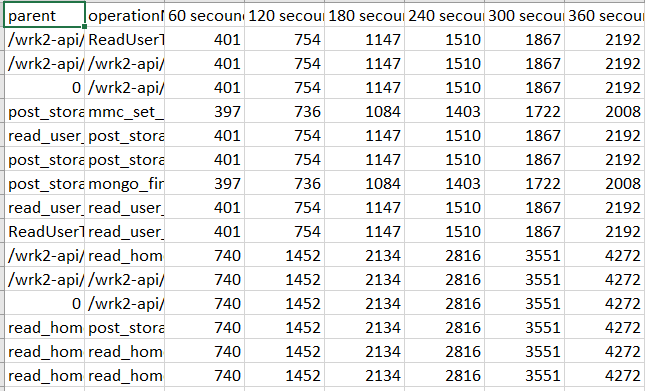 parent operationN 60 secound 120 secoun 180 secoun 240 secoun 300 secoun 360 secoun
/wrk2-api/ ReadUserT 401 754 1147 1510 1867 2192
/wrk2-api/ /wrk2-api/ 401 754 1147 1510 1867 2192
0 /wrk2-api/ 401 754 1147 1510 1867 2192
post_stora mmc_set_ 397 736 1084 1403 1722 2008
read_user_ post_stora 401 754 1147 1510 1867 2192
post_stora post_stora 401 754 1147 1510 1867 2192
post_stora mongo_fin 397 736 1084 1403 1722 2008
read_user_ read_user_ 401 754 1147 1510 1867 2192
ReadUserT read_user_ 401 754 1147 1510 1867 2192
/wrk2-api/ read_hom 740 1452 2134 2816 3551 4272
/wrk2-api/ /wrk2-api/ 740 1452 2134 2816 3551 4272
0 /wrk2-api/ 740 1452 2134 2816 3551 4272
read_hom post_stora 740 1452 2134 2816 3551 4272
read_hom read_hom 740 1452 2134 2816 3551 4272
read_hom read_hom 740 1452 2134 2816 3551 4272